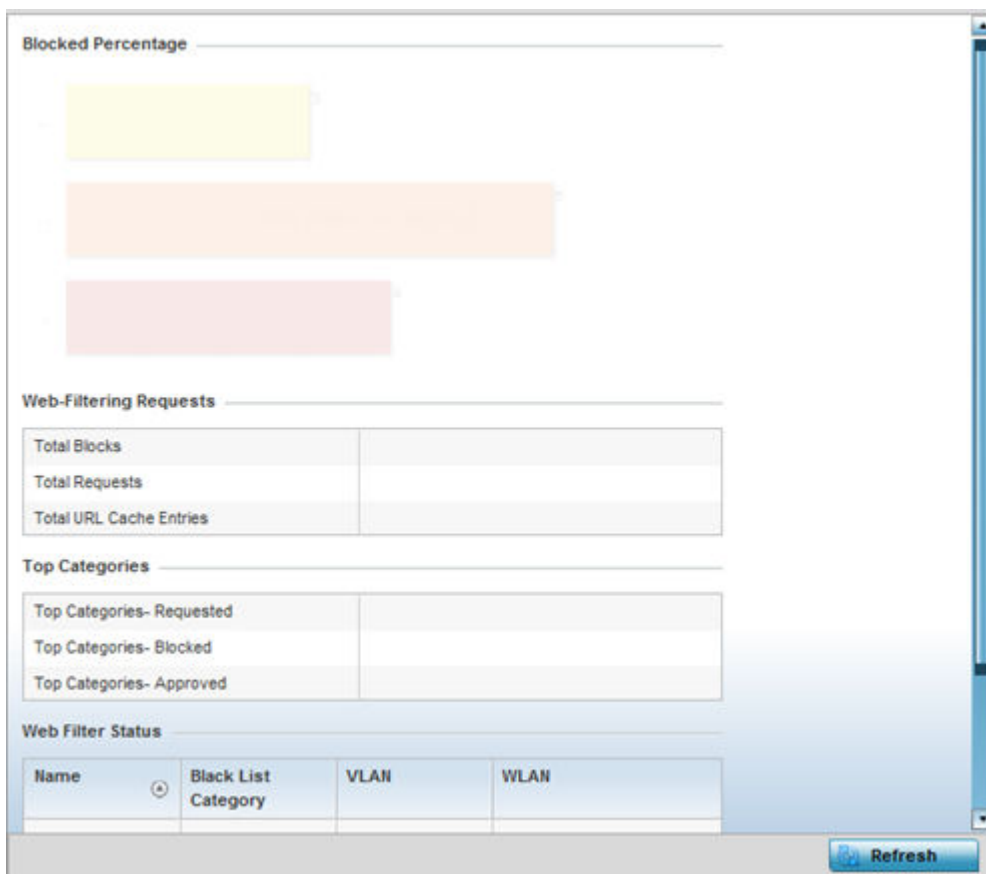 Blocked Percentage
Web-Filtering Requests
Total Blocks
Total Requests
Total URL Cache Entries
Top Categories
Top Categories- Requested
Top Categories- Blocked
Top Categories- Approved
Web Filter Status
Name
Black List
Category
VLAN
WLAN
Refresh